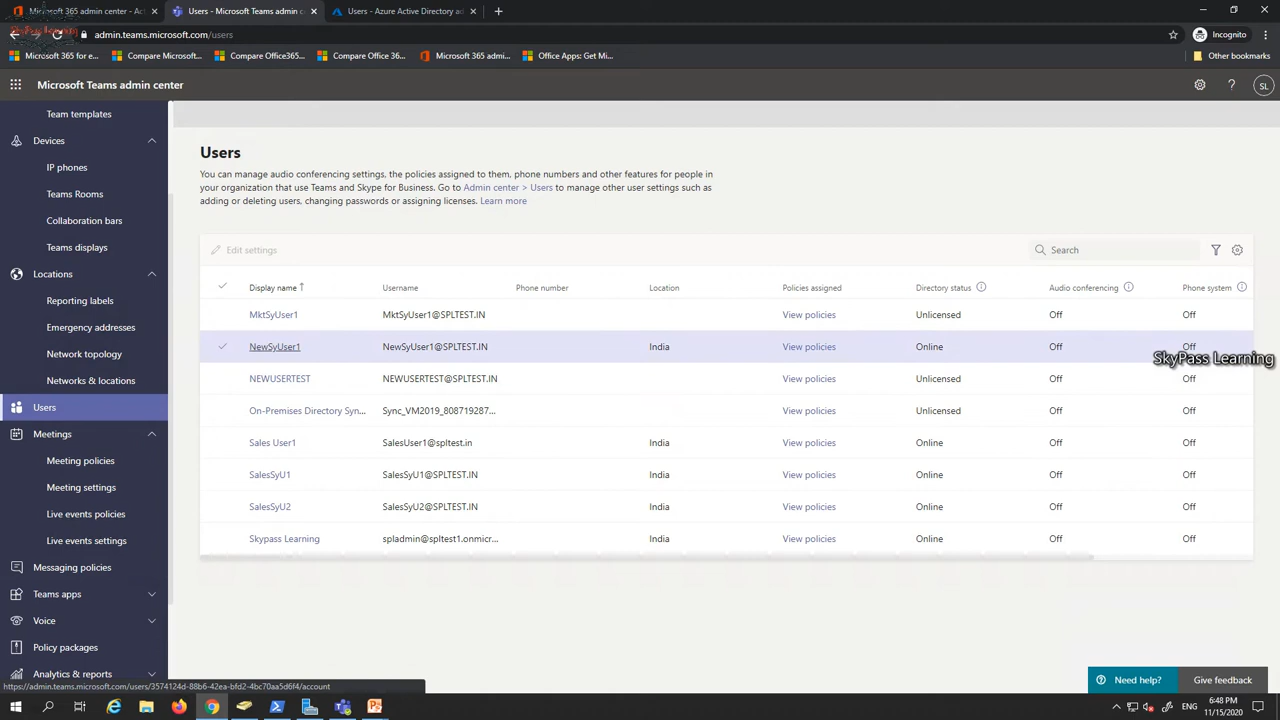 Microsoft 365 admin center - Ac
Users - Microsoft Teams admin c
Users - Azure Active Directory ad
admin.teams.microsoft.com/users
Incognito
Microsoft 365 for e...
Compare Microsoft...
Compare Office365...
Compare Office 36...
Microsoft 365 admi...
Office Apps: Get Mi...
Other bookmarks
Microsoft Teams admin center
SL
Team templates
Devices
IP phones
Teams Rooms
Collaboration bars
Teams displays
Locations
Reporting labels
Emergency addresses
Network topology
Networks & locations
Users
Meetings
Meeting policies
Meeting settings
Live events policies
Live events settings
Messaging policies
Teams apps
Voice
Policy packages
Analytics & reports
Users
You can manage audio conferencing settings, the policies assigned to them, phone numbers and other features for people in
your organization that use Teams and Skype for Business. Go to Admin center > Users to manage other user settings such as
adding or deleting users, changing passwords or assigning licenses. Learn more
Edit settings
Search
Display name ↑ Username Phone number Location Policies assigned Directory status Audio conferencing Phone system
MktSyUser1 MktSyUser1@SPLTEST.IN View policies Unlicensed Off Off
NewSyUser1 NewSyUser1@SPLTEST.IN India View policies Online Off Off
SkyPass Learning
NEWUSERTEST NEWUSERTEST@SPLTEST.IN View policies Unlicensed Off Off
On-Premises Directory Syn... Sync_VM2019_808719287... View policies Unlicensed Off Off
Sales User1 SalesUser1@spltest.in India View policies Online Off Off
SalesSyU1 SalesSyU1@SPLTEST.IN India View policies Online Off Off
SalesSyU2 SalesSyU2@SPLTEST.IN India View policies Online Off Off
Skypass Learning spladmin@spltest1.onmicr... India View policies Online Off Off
Need help?
Give feedback
https://admin.teams.microsoft.com/users/3574124d-88b6-42ea-bfd2-4bc70aa5d6f4/account
ENG
6:48 PM
11/15/2020